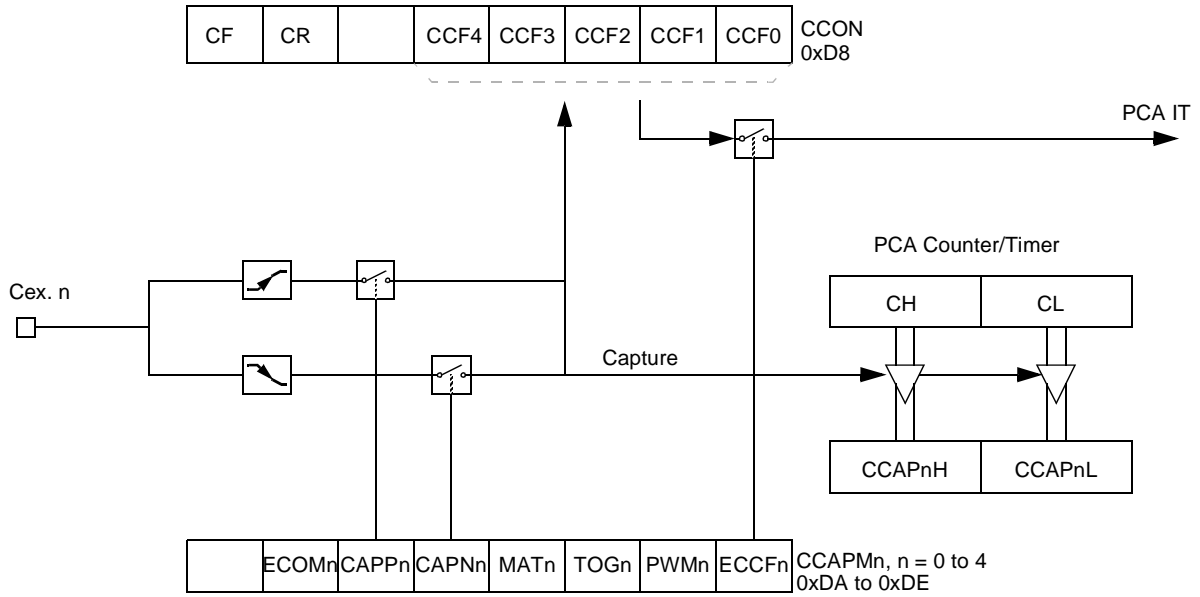 CF CR CCF4 CCF3 CCF2 CCF1 CCF0 CCON
0xD8
PCA IT
PCA Counter/Timer
Cex. n
CH CL
Capture
CCAPnH CCAPnL
ECOMn CAPPn CAPNn MATn TOGn PWMn ECCFn CCAPMn, n = 0 to 4
0xDA to 0xDE